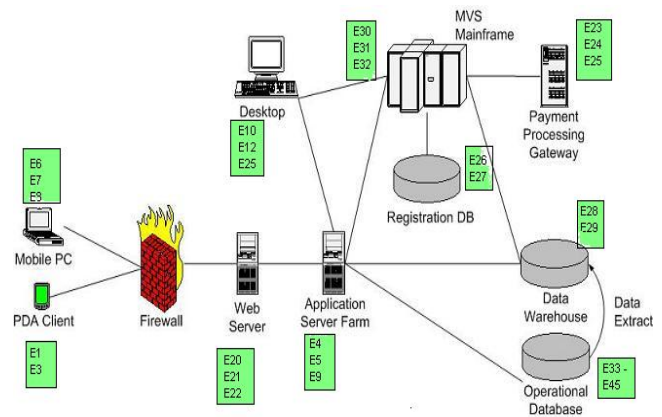 E30
E31
E32
MVS
Mainframe
E23
E24
E25
Desktop
E10
E12
E25
Payment
Processing
Gateway
E6
E7
E3
Mobile PC
E26
E27
Registration DB
E28
E29
PDA Client
Firewall
Web
Server
Application
Server Farm
Data
Warehouse
Data
Extract
E1
E3
E20
E21
E22
E4
E5
E9
Operational
Database
E33 -
E45